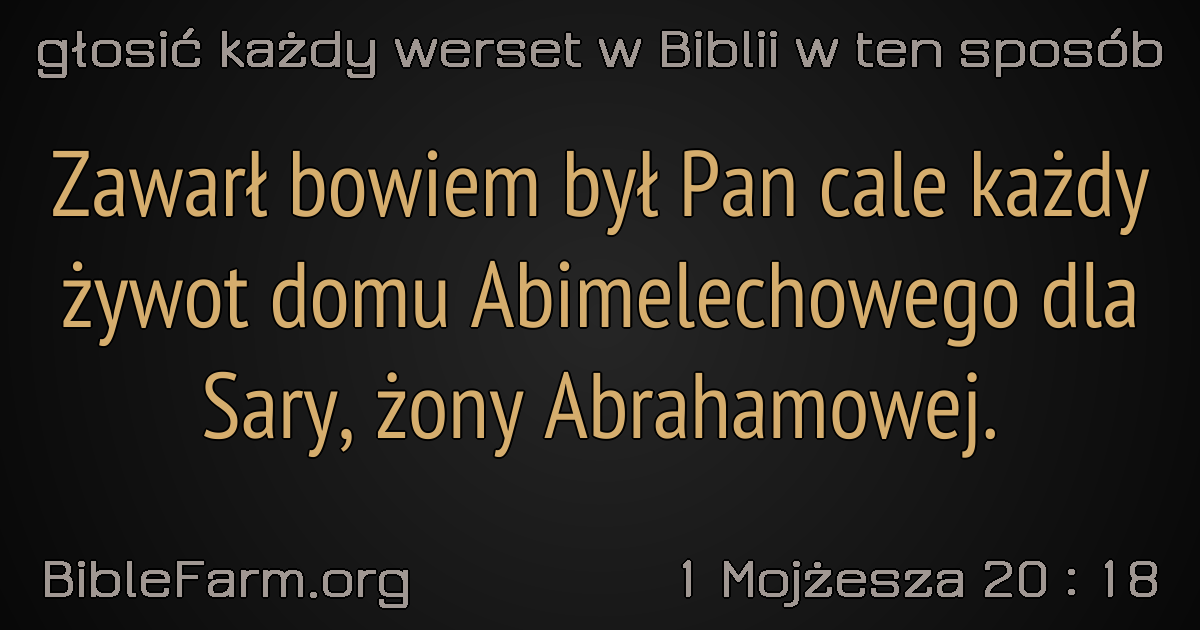 głosić każdy werset w Biblii w ten sposób
Zawarł bowiem był Pan cale każdy
żywot domu Abimelechowego dla
Sary, żony Abrahamowej.
BibleFarm.org
1 Mojżesza 20 : 18